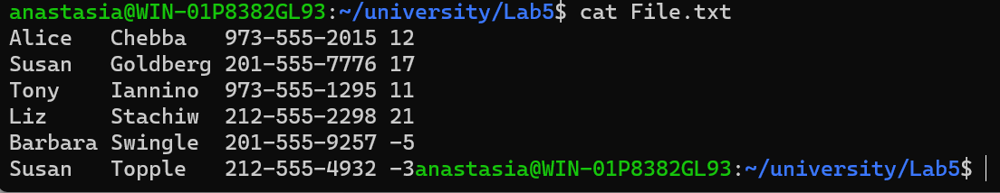 anastasia@WIN-01P8382GL93:~/university/Lab5$ cat File.txt
Alice   Chebba   973-555-2015 12
Susan   Goldberg 201-555-7776 17
Tony    Iannino  973-555-1295 11
Liz     Stachiw  212-555-2298 21
Barbara Swingle  201-555-9257 -5
Susan   Topple   212-555-4932 -3anastasia@WIN-01P8382GL93:~/university/Lab5$